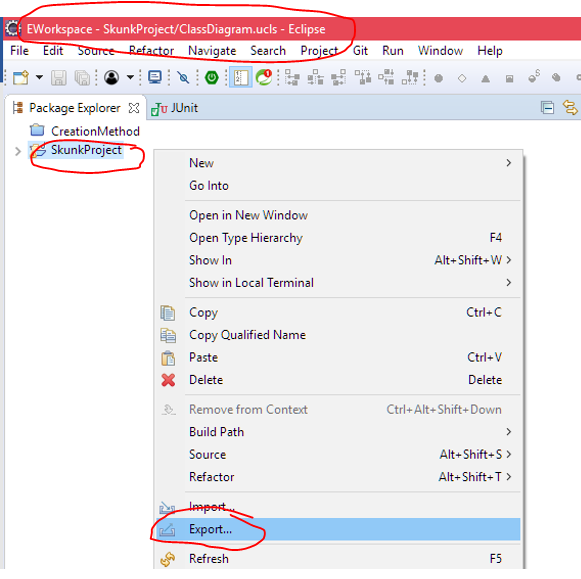 EWorkspace - SkunkProject/ClassDiagram.ucls - Eclipse
File Edit Source Refactor Navigate Search Project Git Run Window Help
Package Explorer JUnit
CreationMethod
SkunkProject
New
Go Into
Open in New Window
Open Type Hierarchy F4
Show In Alt+Shift+W
Show in Local Terminal
Copy Ctrl+C
Copy Qualified Name
Paste Ctrl+V
Delete Delete
Remove from Context Ctrl+Alt+Shift+Down
Build Path
Source Alt+Shift+S
Refactor Alt+Shift+T
Import...
Export...
Refresh F5